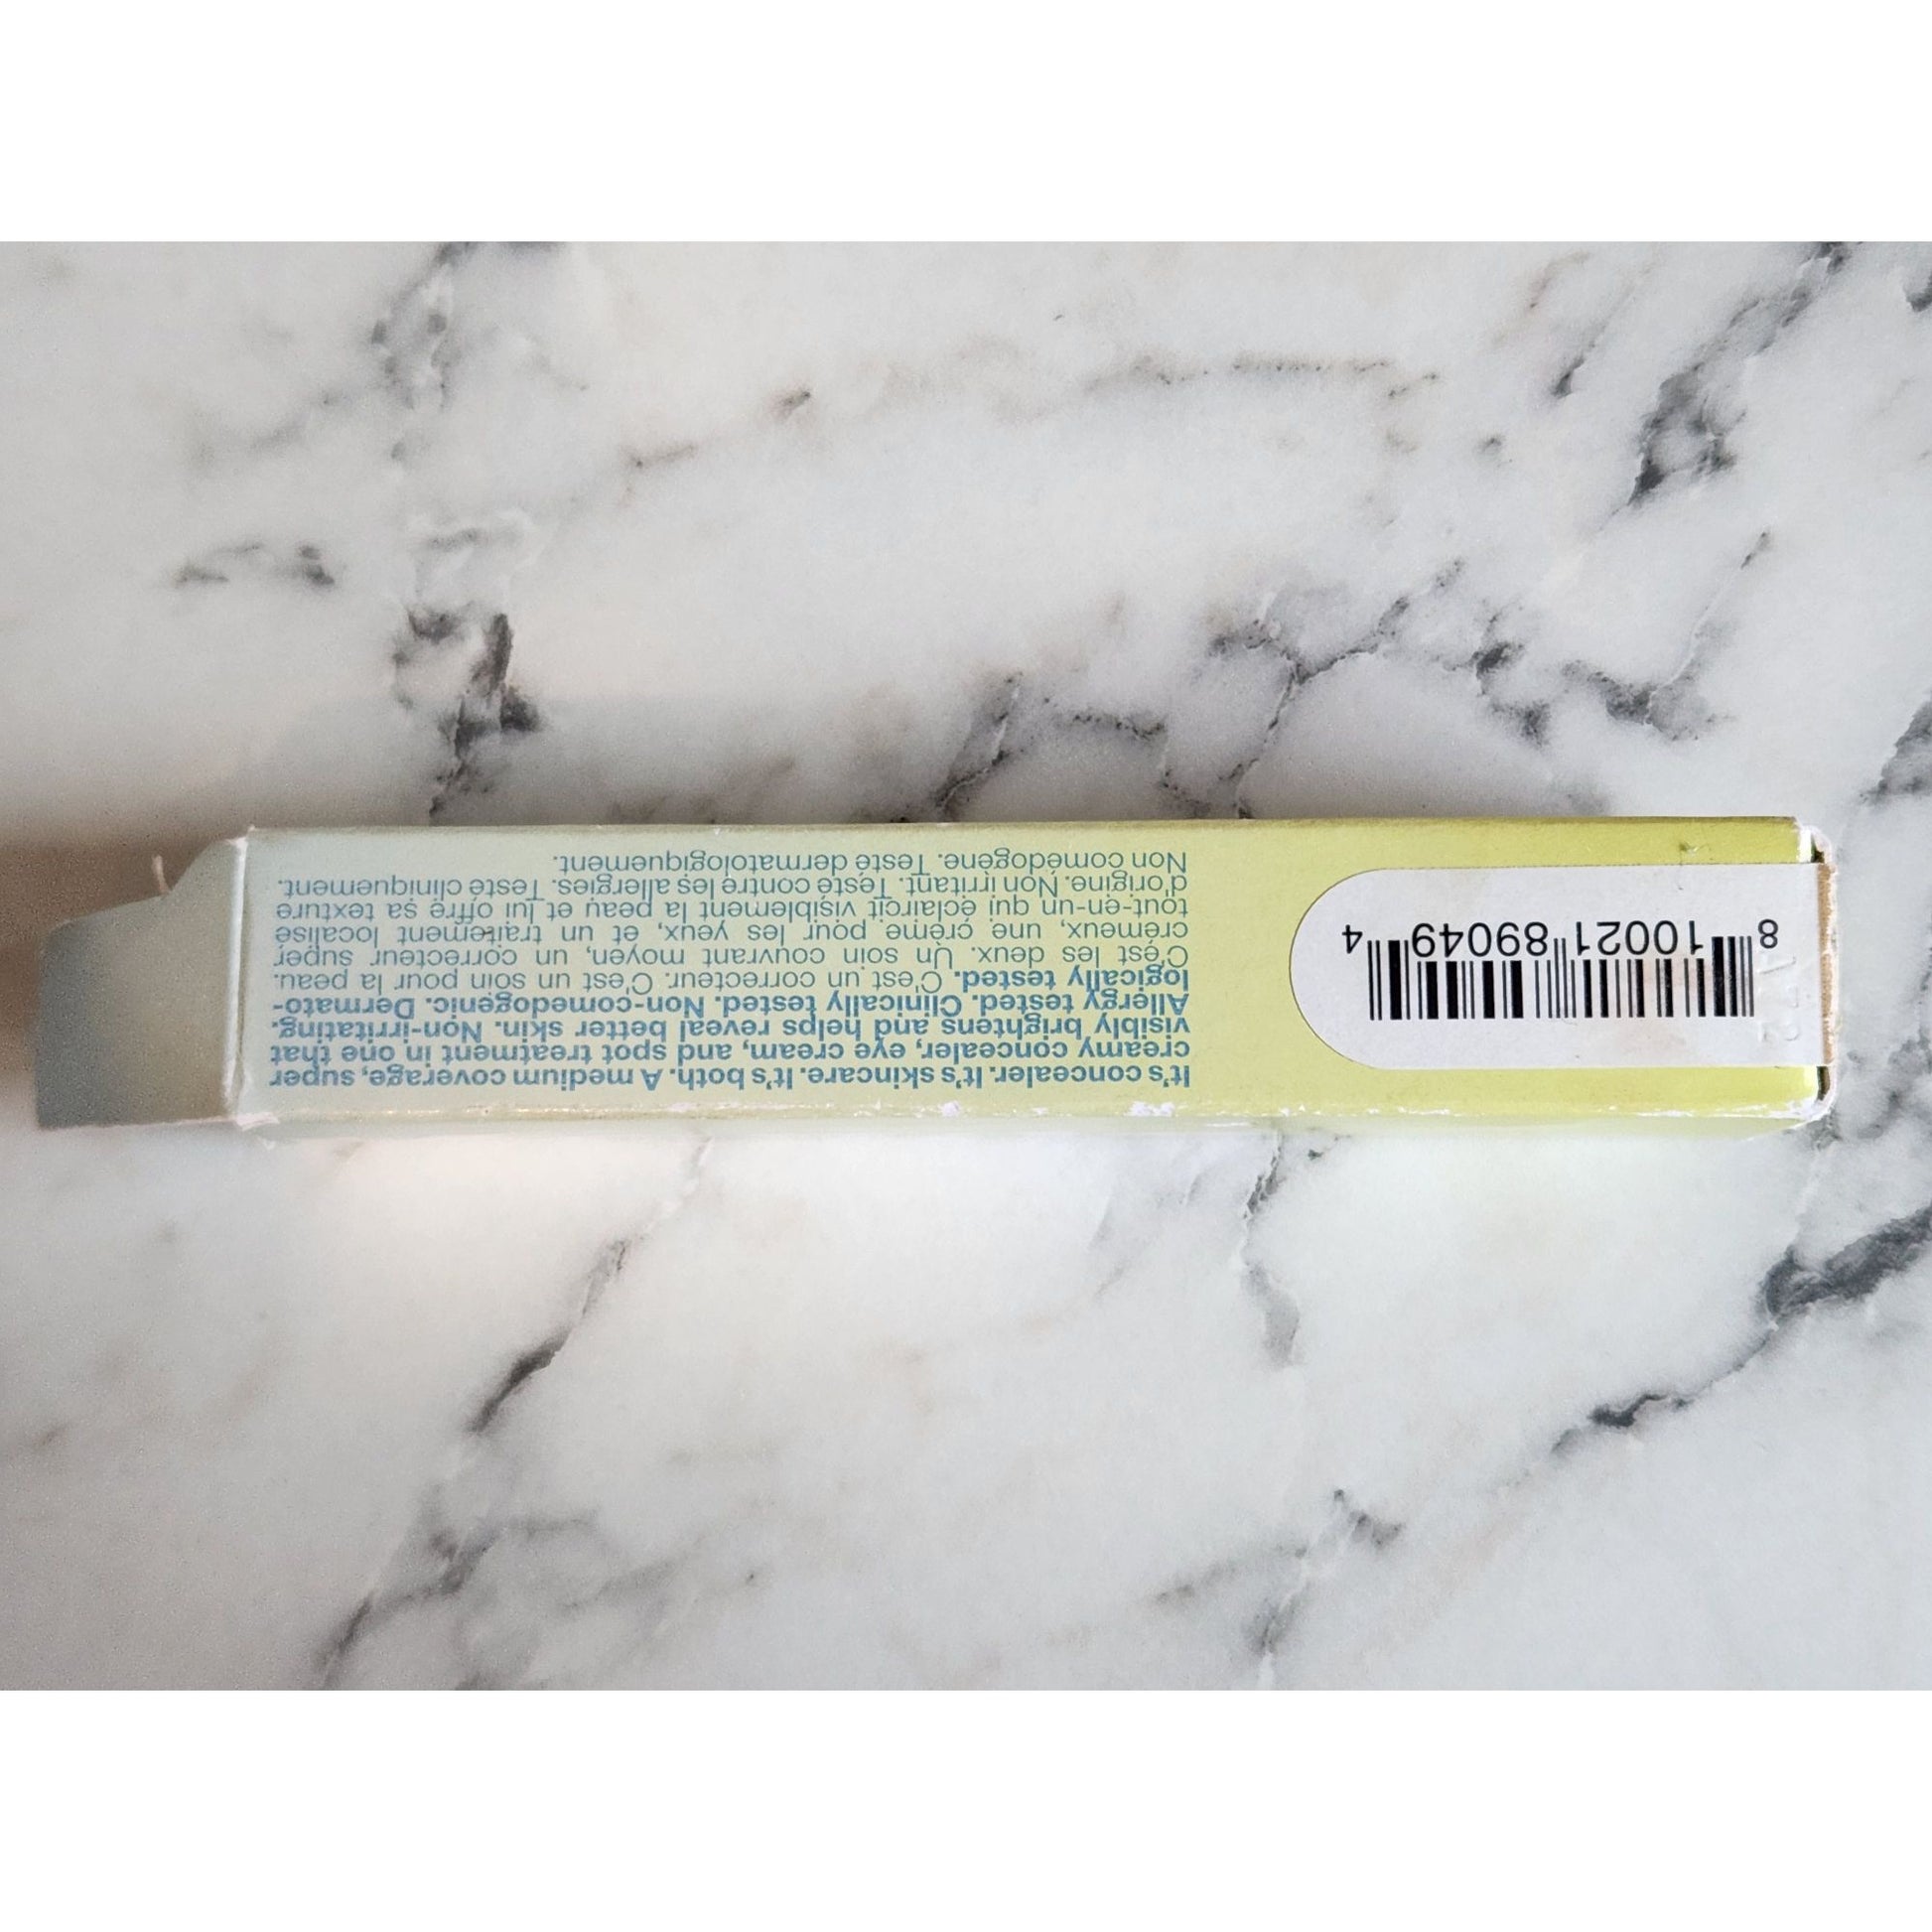 It's concealer. It's skincare. It's both. A medium coverage, super,
creamy concealer, eye cream, and spot treatment in one that
visibly brightens and helps reveal better skin. Non-irritating.
Allergy tested. Clinically tested. Non-comedogenic. Dermato-
logically tested. C'est un correcteur. C'est un soin pour la peau.
C'est les deux. Un soin couvrant moyen, un correcteur super
crémeux, une crème pour les yeux, et un traitement localisé
tout-en-un qui éclaircit visiblement la peau et lui offre sa texture
d'origine. Non irritant. Testé contre les allergies. Testé cliniquement.
Non comédogène. Testé dermatologiquement.
8 10021 89049 4